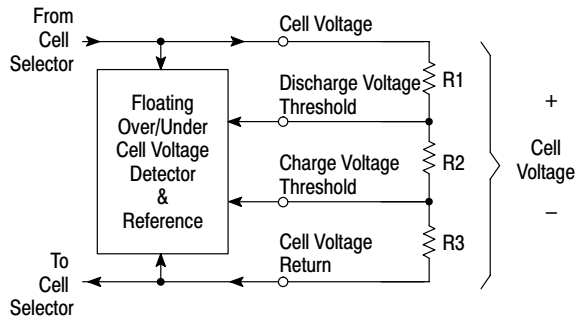 From
Cell
Selector
Cell Voltage
Discharge Voltage
Threshold
R1
Floating
Over/Under
Cell Voltage
Detector
&
Reference
Charge Voltage
Threshold
R2
+
Cell
Voltage
–
Cell Voltage
Return
R3
To
Cell
Selector